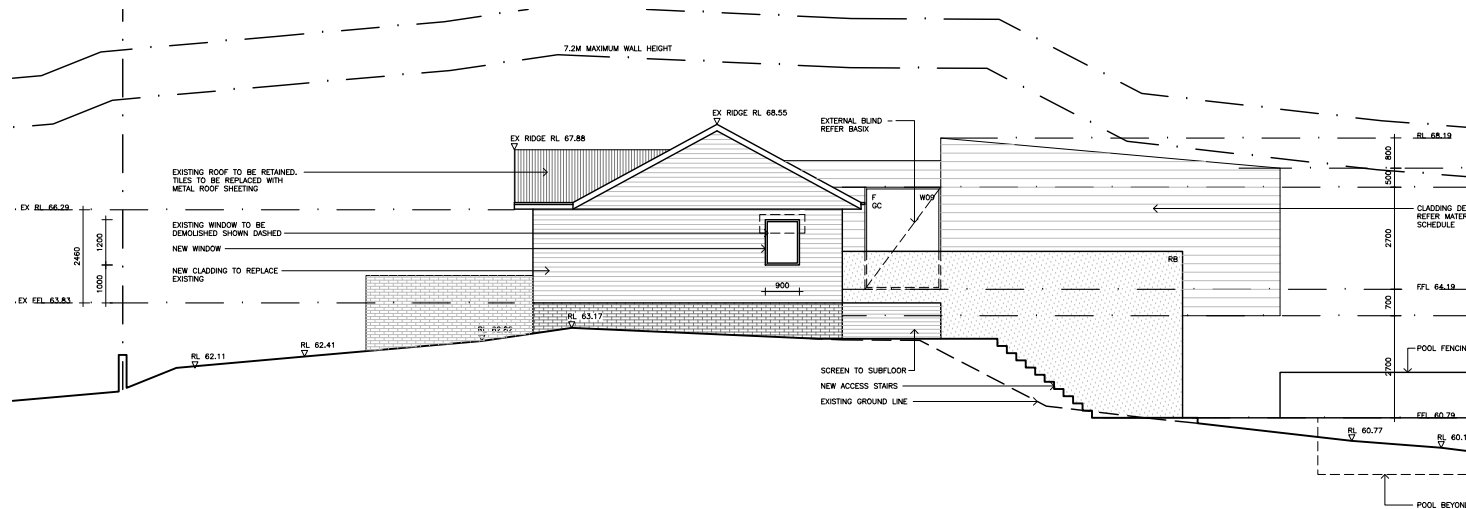 7.2M MAXIMUM WALL HEIGHT
EX RIDGE RL 68.55
EX RIDGE RL 67.88
EXTERNAL BLIND
REFER BASIX
RL 68.19
800
500
EXISTING ROOF TO BE RETAINED.
TILES TO BE REPLACED WITH
METAL ROOF SHEETING
F
GC
W09
EX RL 66.29
CLADDING DE
REFER MATER
SCHEDULE
EXISTING WINDOW TO BE
DEMOLISHED SHOWN DASHED
NEW WINDOW
2460
1200
1000
2700
NEW CLADDING TO REPLACE
EXISTING
RB
900
EX FFL 63.83
FFL 64.19
700
RL 63.17
RL 62.41
RL 62.11
2700
POOL FENCING
SCREEN TO SUBFLOOR
NEW ACCESS STAIRS
EXISTING GROUND LINE
FFL 60.79
RL 60.77
RL 60.1
POOL BEYOND